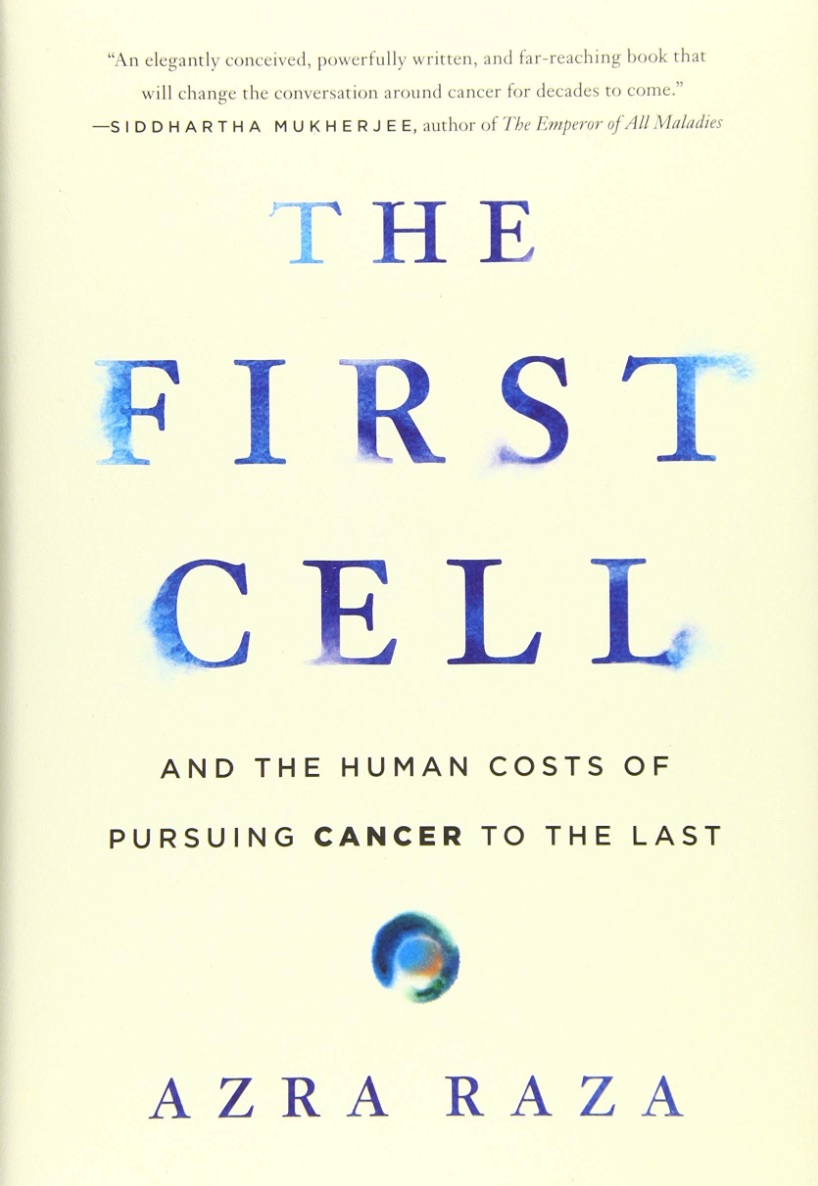 “An elegantly conceived, powerfully written, and far-reaching book that
will change the conversation around cancer for decades to come.”
—SIDDHARTHA MUKHERJEE, author of The Emperor of All Maladies
THE
FIRST
CELL
AND THE HUMAN COSTS OF
PURSUING CANCER TO THE LAST
AZRA RAZA